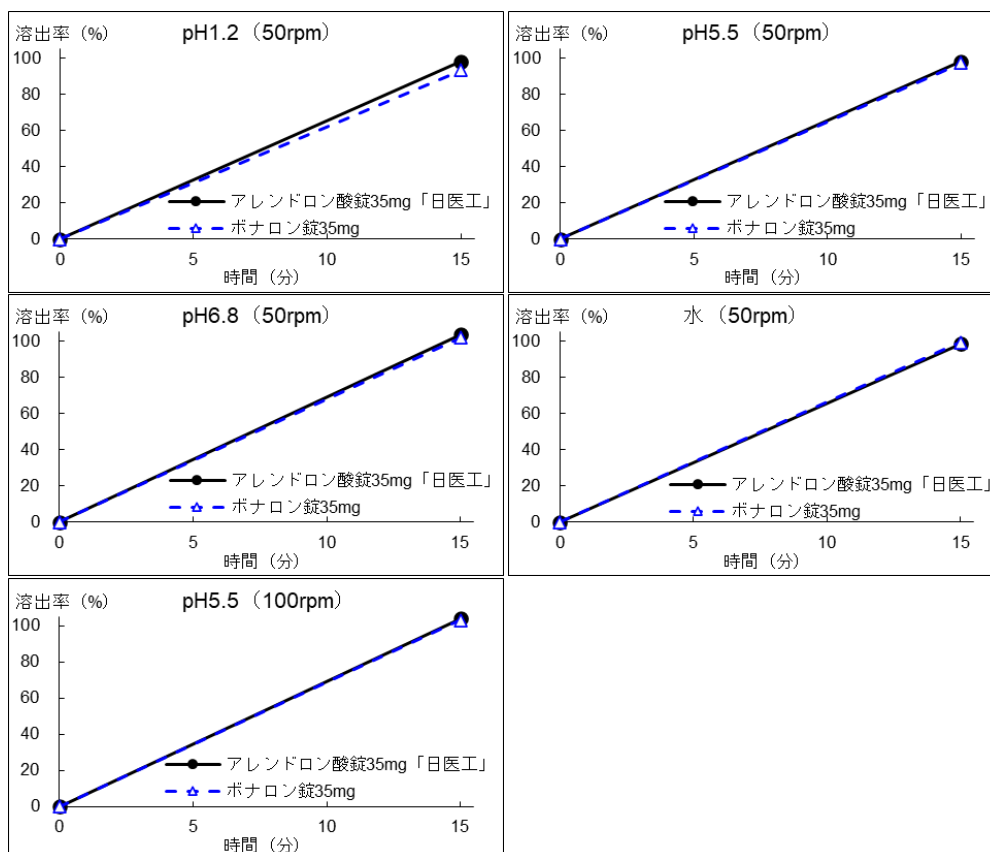 溶出率 (%) pH1.2 (50rpm)
100
80
60
40
20
0
アレンドロン酸錠35mg「日医工」
ボナロン錠35mg
0 5 10 15
時間 (分)
溶出率 (%) pH5.5 (50rpm)
100
80
60
40
20
0
アレンドロン酸錠35mg「日医工」
ボナロン錠35mg
0 5 10 15
時間 (分)
溶出率 (%) pH6.8 (50rpm)
100
80
60
40
20
0
アレンドロン酸錠35mg「日医工」
ボナロン錠35mg
0 5 10 15
時間 (分)
溶出率 (%) 水 (50rpm)
100
80
60
40
20
0
アレンドロン酸錠35mg「日医工」
ボナロン錠35mg
0 5 10 15
時間 (分)
溶出率 (%) pH5.5 (100rpm)
100
80
60
40
20
0
アレンドロン酸錠35mg「日医工」
ボナロン錠35mg
0 5 10 15
時間 (分)